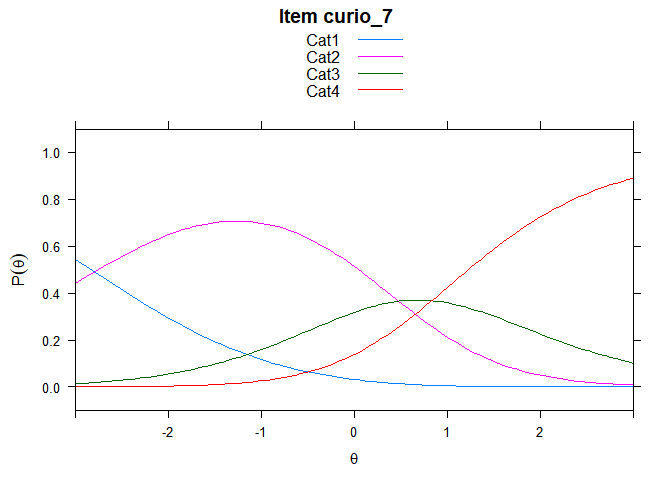 Item curio_7
Cat1
Cat2
Cat3
Cat4
P(θ)
1.0
0.8
0.6
0.4
0.2
0.0
-2 -1 0 1 2
θ